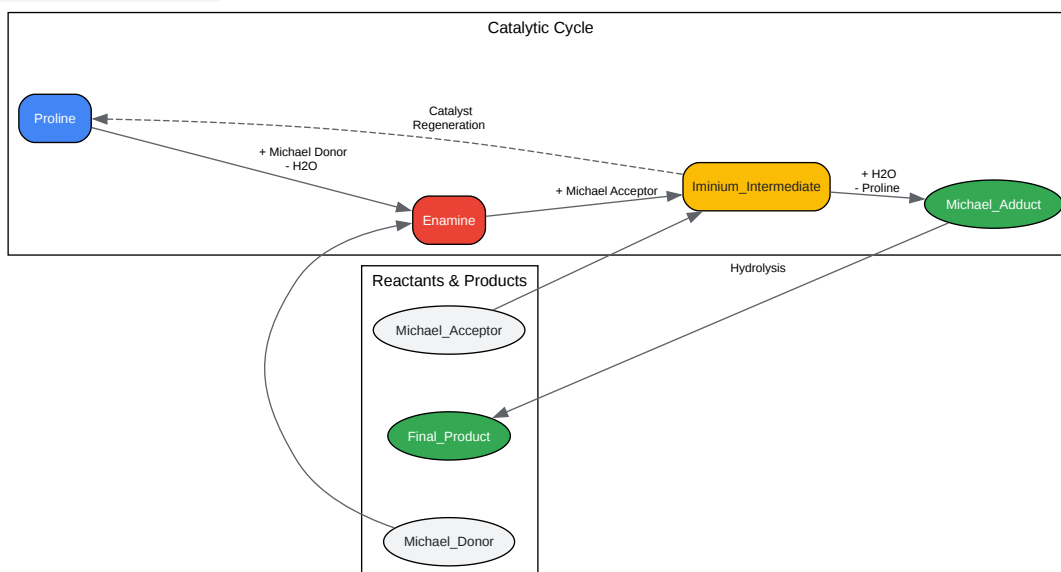 Catalytic Cycle
Catalyst
Regeneration
Proline
+ Michael Donor
- H2O
+ H2O
- Proline
Iminium_Intermediate
+ Michael Acceptor
Michael_Adduct
Enamine
Hydrolysis
Reactants & Products
Michael_Acceptor
Final_Product
Michael_Donor